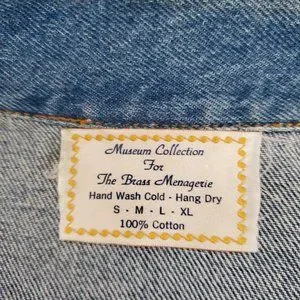 Museum Collection
For
The Brass Menagerie
Hand Wash Cold - Hang Dry
S - M - L - XL
100% Cotton